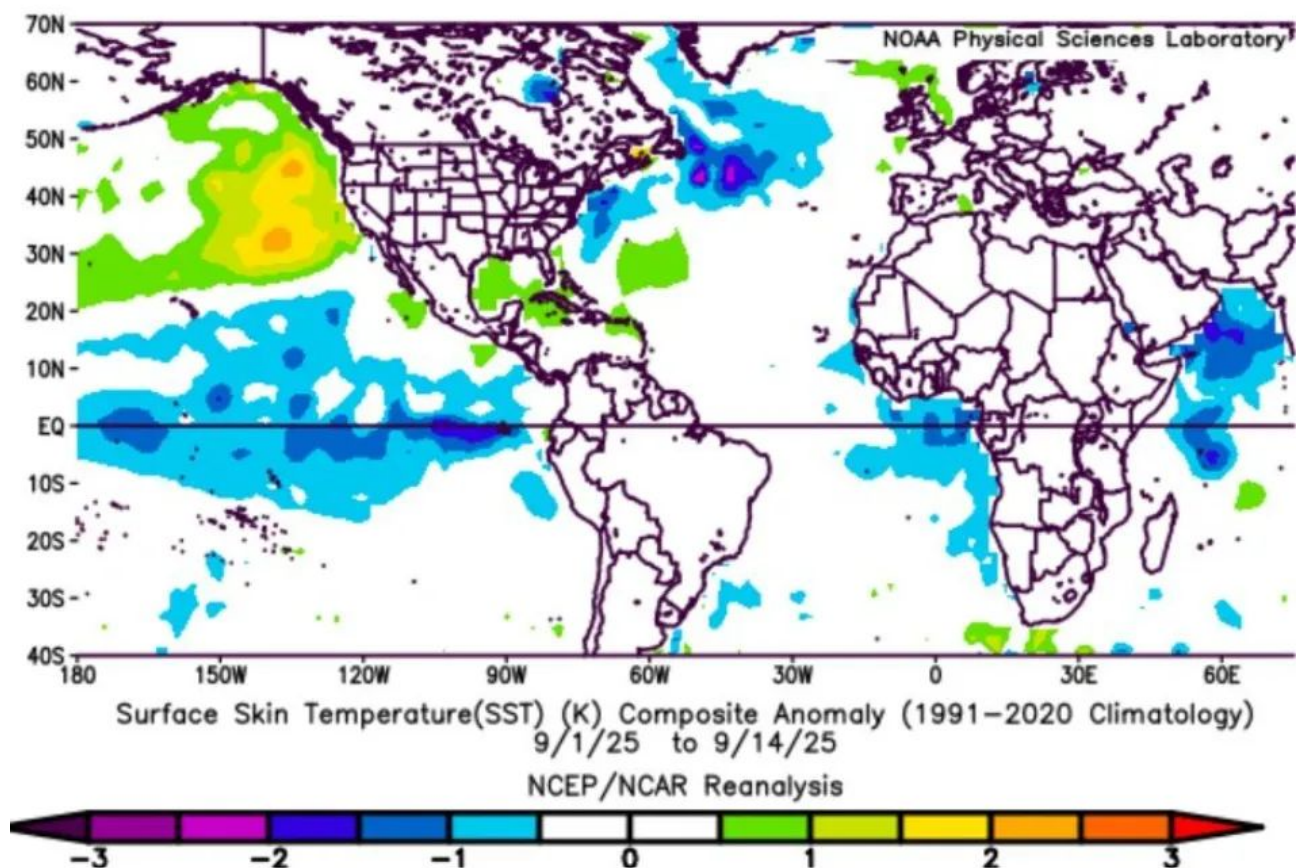 70N
NOAA Physical Sciences Laboratory
60N
50N
40N
30N
20N
10N
EQ
10S
20S
30S
40S
180 150W 120W 90W 60W 30W 0 30E 60E
Surface Skin Temperature(SST) (K) Composite Anomaly (1991-2020 Climatology)
9/1/25 to 9/14/25
NCEP/NCAR Reanalysis
-3 -2 -1 0 1 2 3